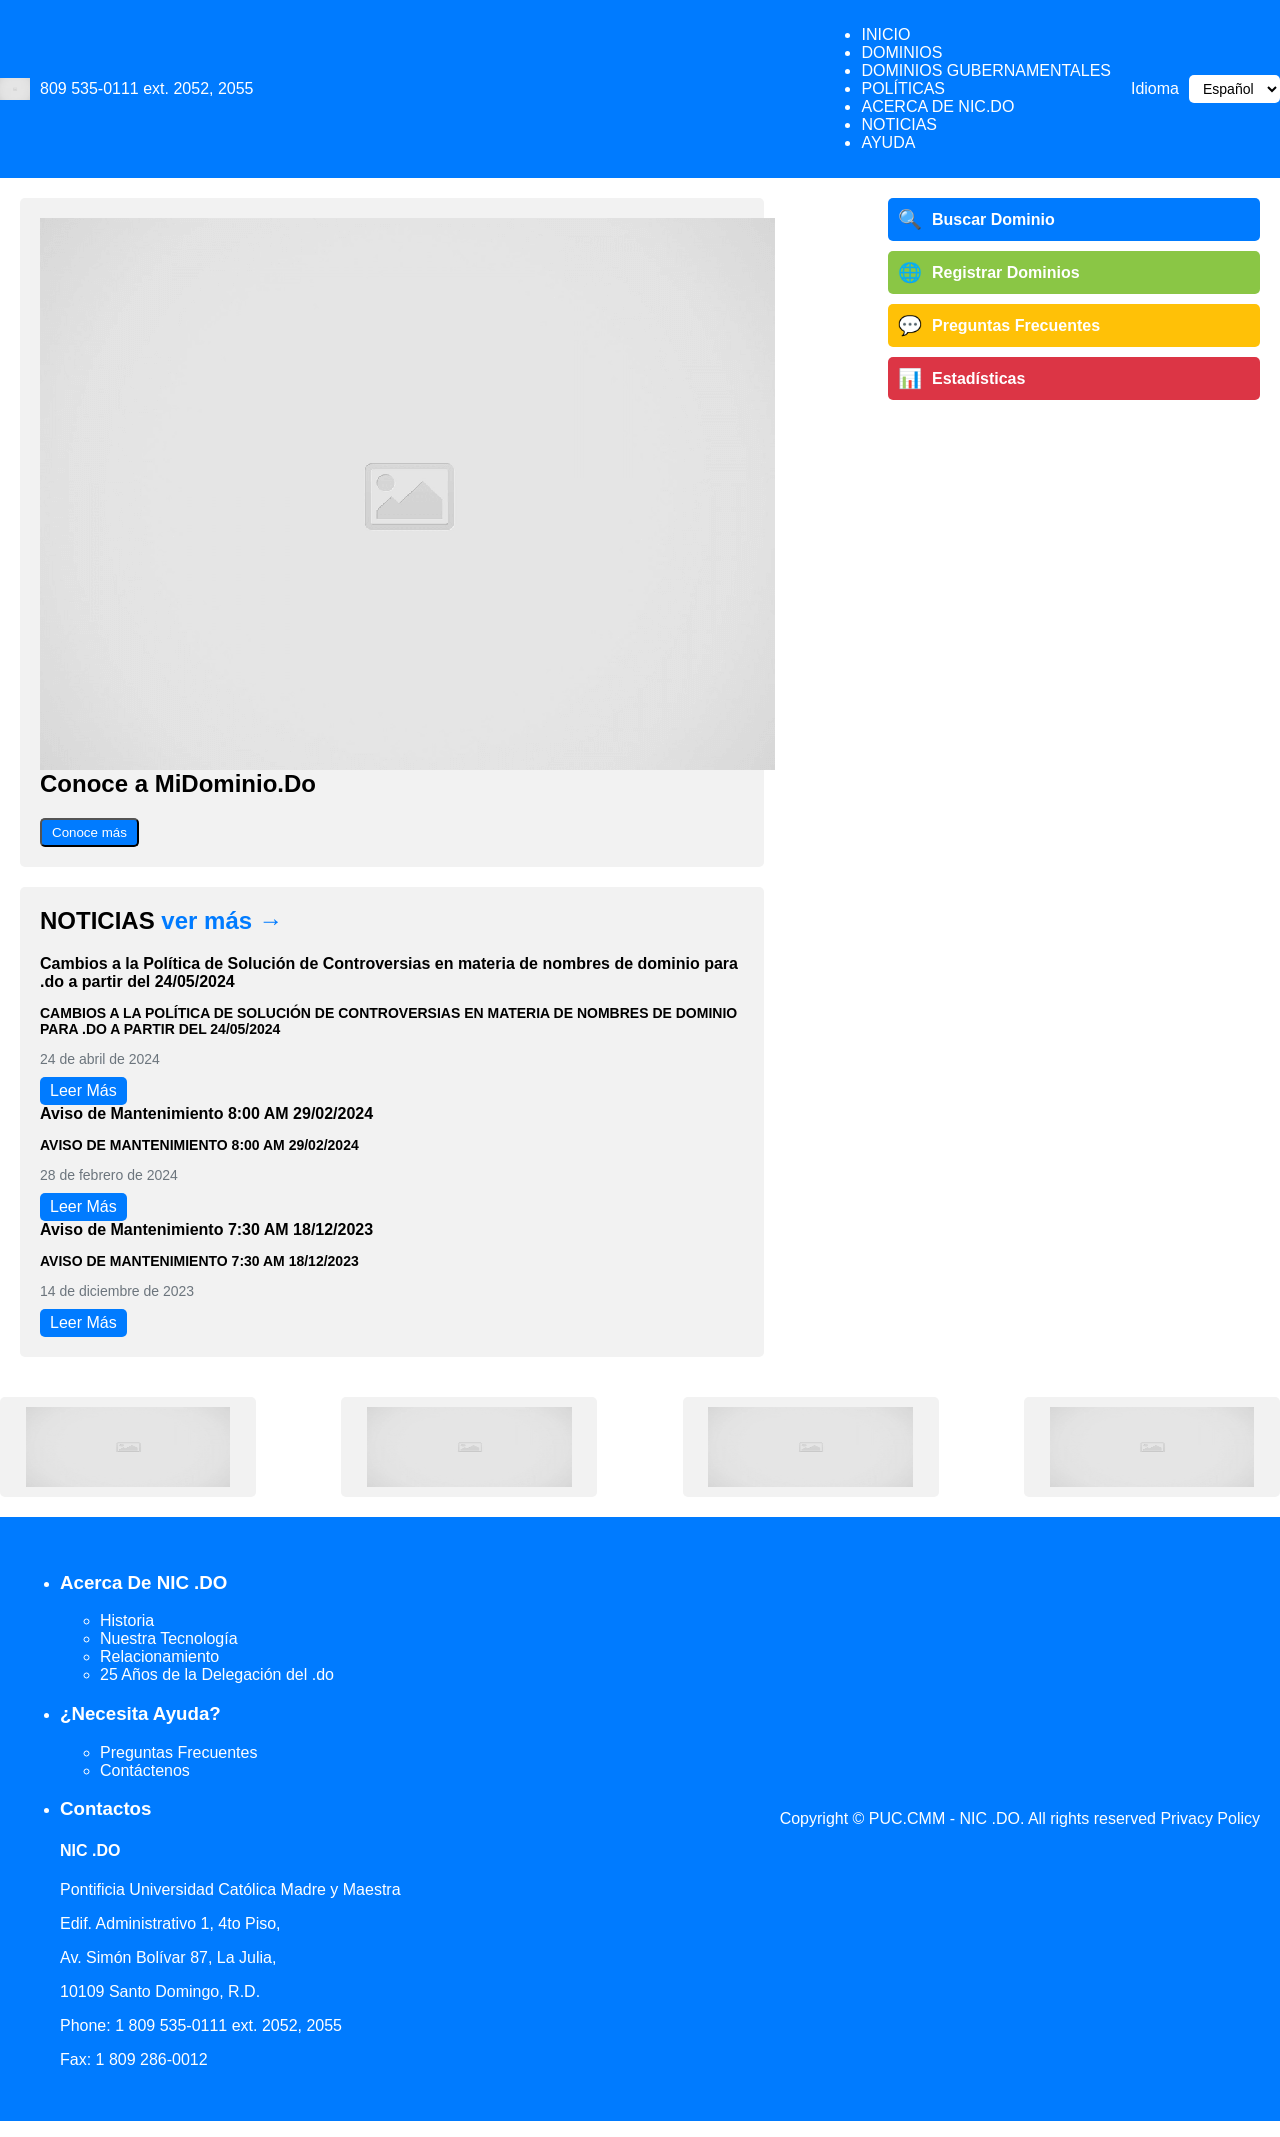 809 535-0111 ext. 2052, 2055
INICIO
DOMINIOS
DOMINIOS GUBERNAMENTALES
POLÍTICAS
ACERCA DE NIC.DO
NOTICIAS
AYUDA
Idioma
Español
Buscar Dominio
Registrar Dominios
Preguntas Frecuentes
Estadísticas
Conoce a MiDominio.Do
Conoce más
NOTICIAS ver más →
Cambios a la Política de Solución de Controversias en materia de nombres de dominio para
.do a partir del 24/05/2024
CAMBIOS A LA POLÍTICA DE SOLUCIÓN DE CONTROVERSIAS EN MATERIA DE NOMBRES DE DOMINIO
PARA .DO A PARTIR DEL 24/05/2024
24 de abril de 2024
Leer Más
Aviso de Mantenimiento 8:00 AM 29/02/2024
AVISO DE MANTENIMIENTO 8:00 AM 29/02/2024
28 de febrero de 2024
Leer Más
Aviso de Mantenimiento 7:30 AM 18/12/2023
AVISO DE MANTENIMIENTO 7:30 AM 18/12/2023
14 de diciembre de 2023
Leer Más
Acerca De NIC .DO
Historia
Nuestra Tecnología
Relacionamiento
25 Años de la Delegación del .do
¿Necesita Ayuda?
Preguntas Frecuentes
Contáctenos
Contactos
NIC .DO
Pontificia Universidad Católica Madre y Maestra
Edif. Administrativo 1, 4to Piso,
Av. Simón Bolívar 87, La Julia,
10109 Santo Domingo, R.D.
Phone: 1 809 535-0111 ext. 2052, 2055
Fax: 1 809 286-0012
Copyright © PUC.CMM - NIC .DO. All rights reserved Privacy Policy